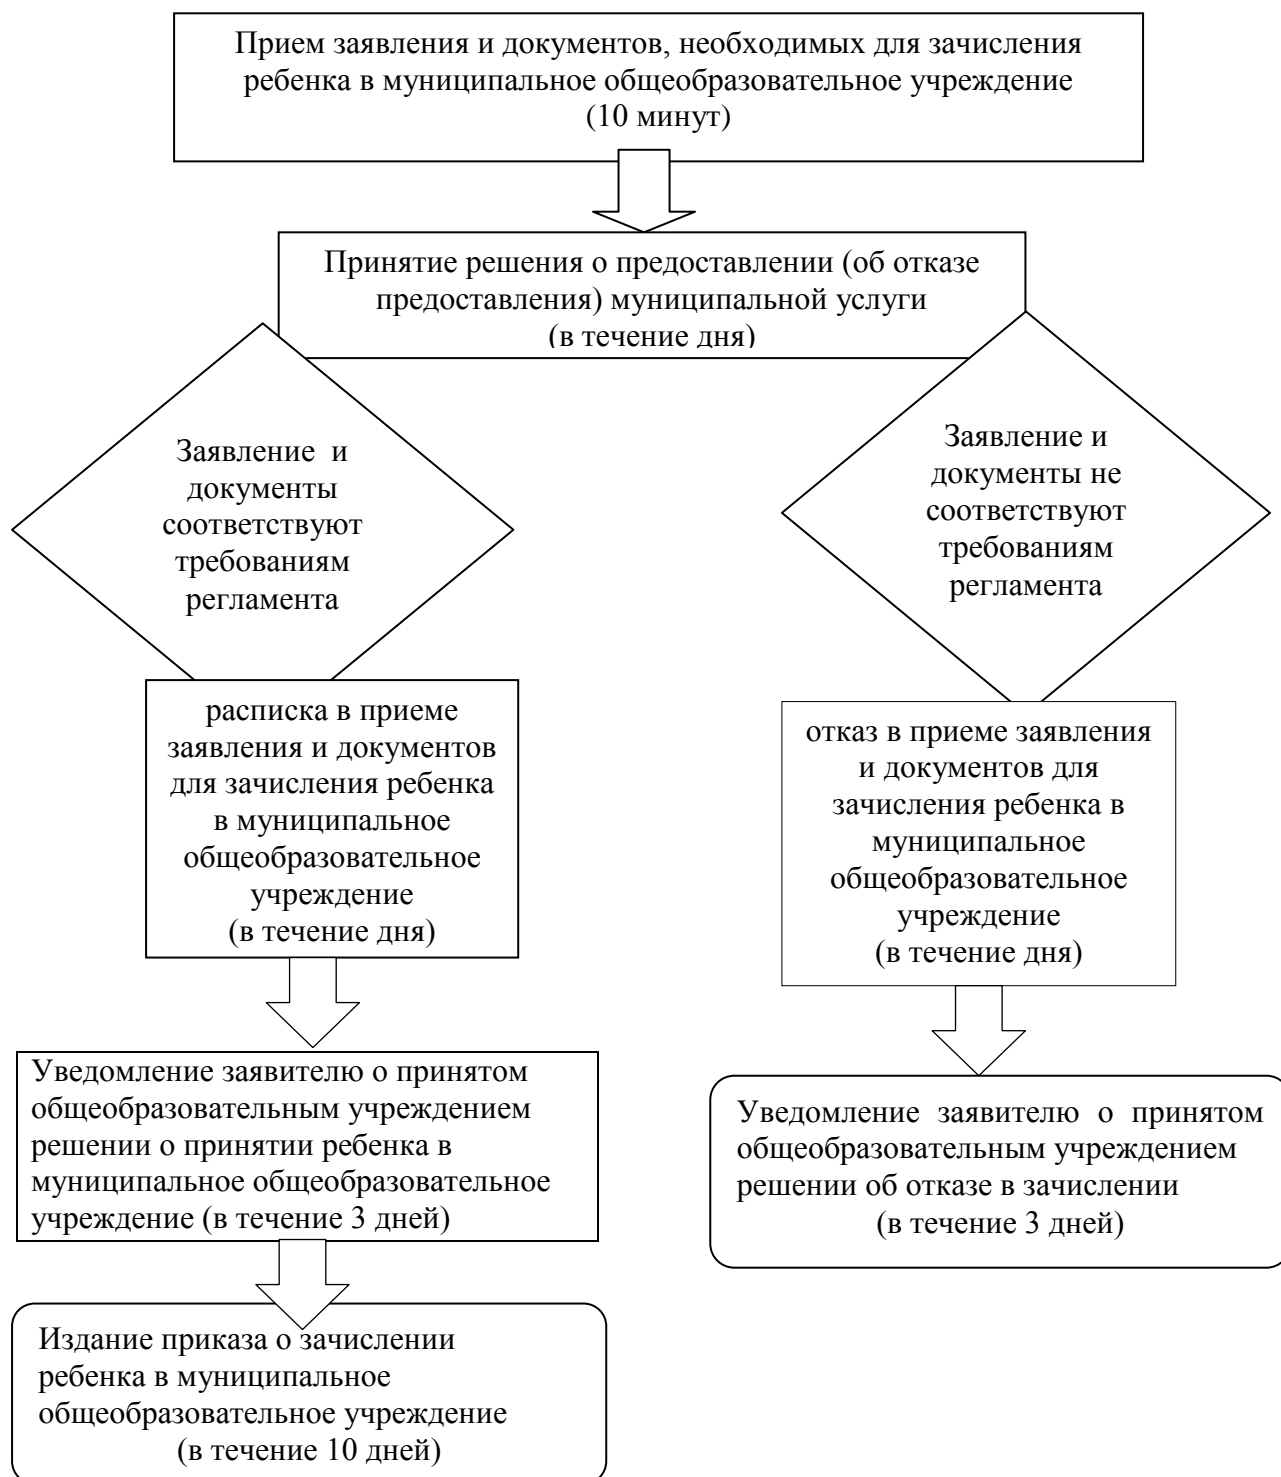 Прием заявления и документов, необходимых для зачисления
ребенка в муниципальное общеобразовательное учреждение
(10 минут)
Принятие решения о предоставлении (об отказе
предоставления) муниципальной услуги
(в течение дня)
Заявление и
документы
соответствуют
требованиям
регламента
Заявление и
документы не
соответствуют
требованиям
регламента
расписка в приеме
заявления и документов
для зачисления ребенка
в муниципальное
общеобразовательное
учреждение
(в течение дня)
отказ в приеме заявления
и документов для
зачисления ребенка в
муниципальное
общеобразовательное
учреждение
(в течение дня)
Уведомление заявителю о принятом
общеобразовательным учреждением
решении о принятии ребенка в
муниципальное общеобразовательное
учреждение (в течение 3 дней)
Уведомление заявителю о принятом
общеобразовательным учреждением
решении об отказе в зачислении
(в течение 3 дней)
Издание приказа о зачислении
ребенка в муниципальное
общеобразовательное учреждение
(в течение 10 дней)